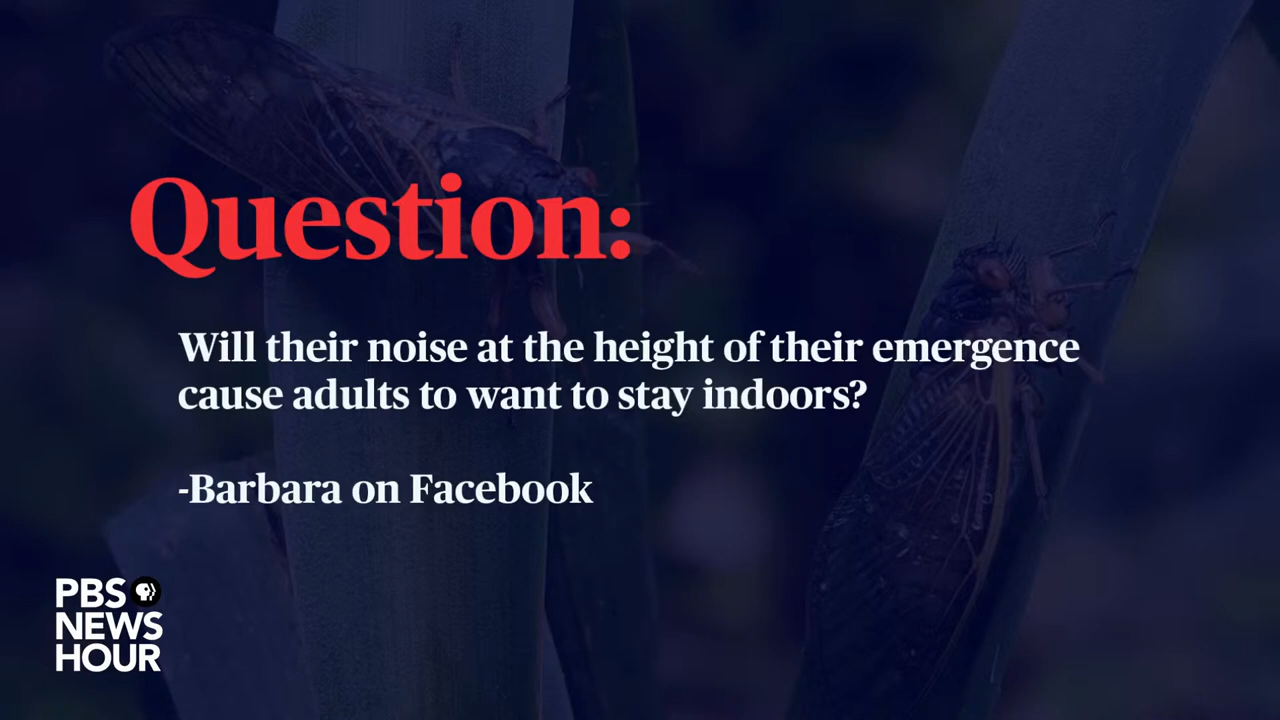 Question:
Will their noise at the height of their emergence
cause adults to want to stay indoors?
-Barbara on Facebook
PBS
NEWS
HOUR